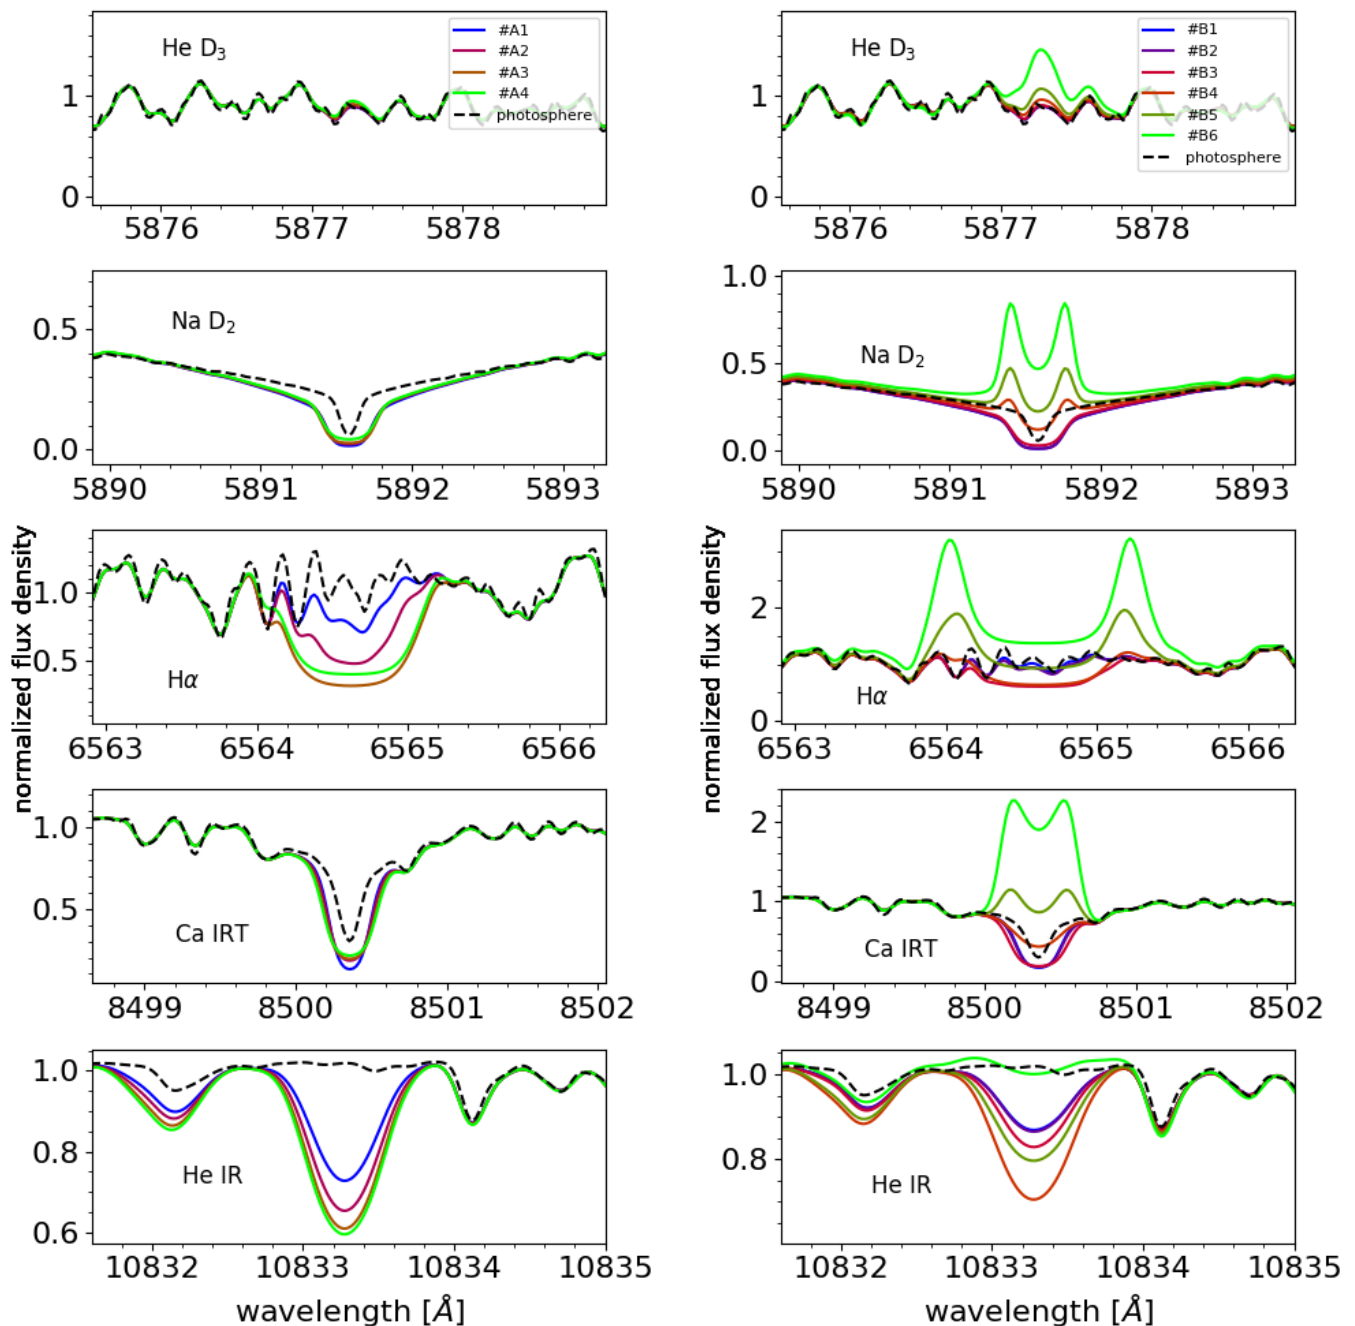 He D₃
#A1
#A2
#A3
#A4
photosphere
1
0
5876 5877 5878
He D₃
#B1
#B2
#B3
#B4
#B5
#B6
photosphere
1
0
5876 5877 5878
Na D₂
0.5
0.0
5890 5891 5892 5893
Na D₂
1.0
0.5
0.0
5890 5891 5892 5893
normalized flux density
Hα
1.0
0.5
6563 6564 6565 6566
normalized flux density
Hα
2
0
6563 6564 6565 6566
Ca IRT
1.0
0.5
8499 8500 8501 8502
Ca IRT
2
1
0
8499 8500 8501 8502
He IR
1.0
0.8
0.6
10832 10833 10834 10835
wavelength [Å]
He IR
1.0
0.8
10832 10833 10834 10835
wavelength [Å]